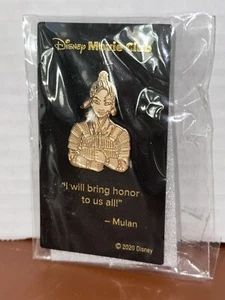 Disney Movie Club
"I will bring honor
to us all!"
-- Mulan
© 2020 Disney